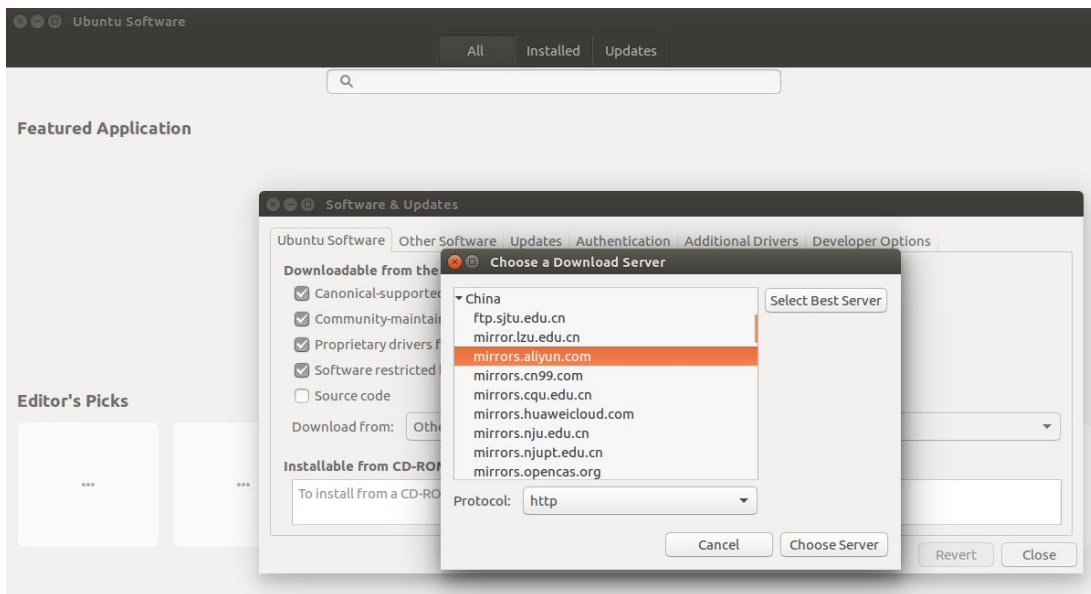 Ubuntu Software
All Installed Updates
Featured Application
Software & Updates
Ubuntu Software Other Software Updates Authentication Additional Drivers Developer Options
Downloadable from the
Canonical-supported
Community-maintain
Proprietary drivers f
Software restricted
Source code
Download from: Othe
Installable from CD-ROM
To install from a CD-RO
Revert Close
Choose a Download Server
China
ftp.sjtu.edu.cn
mirror.lzu.edu.cn
mirrors.aliyun.com
mirrors.cn99.com
mirrors.cqu.edu.cn
mirrors.huaweicloud.com
mirrors.nju.edu.cn
mirrors.njupt.edu.cn
mirrors.opencas.org
Select Best Server
Protocol: http
Cancel Choose Server
Editor's Picks
...
...